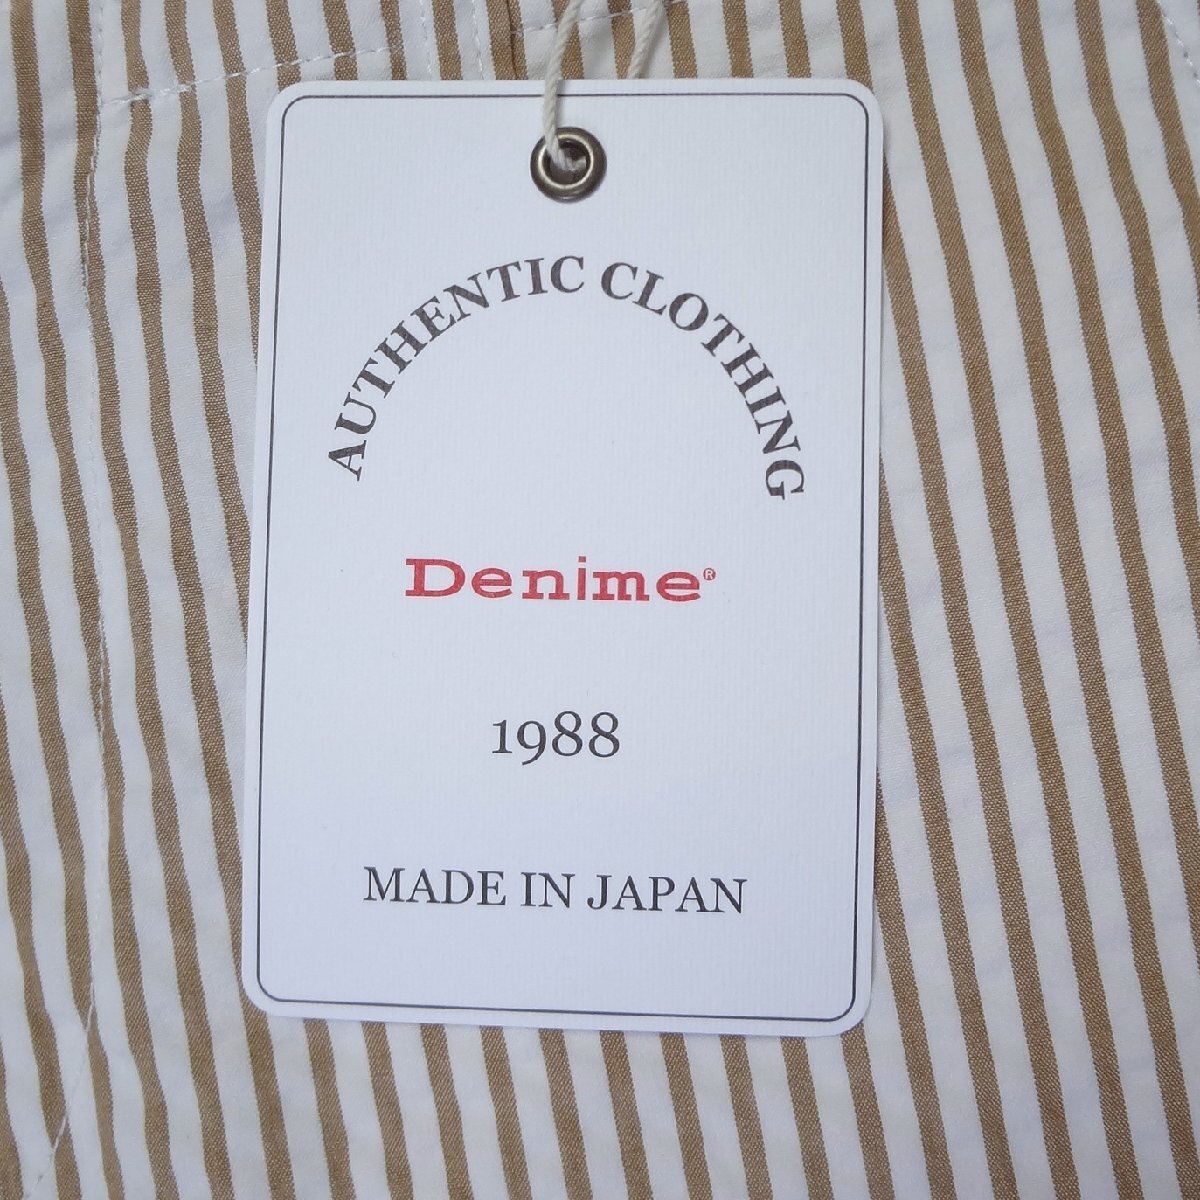 AUTHENTIC CLOTHING
Denime®
1988
MADE IN JAPAN